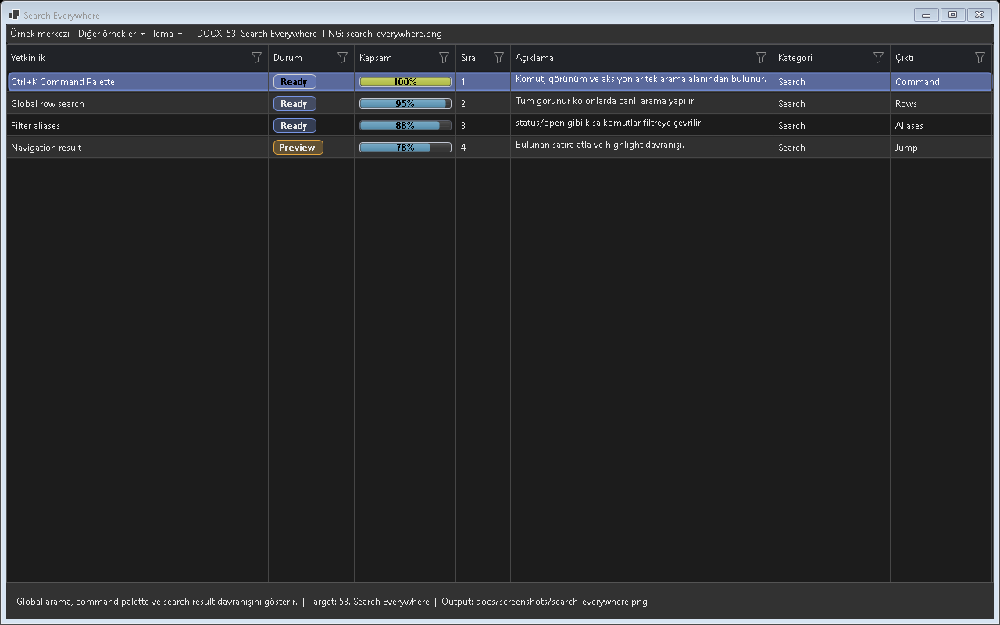 Search Everywhere
Örnek merkezi Diğer örnekler Tema DOCX: 53. Search Everywhere PNG: search-everywhere.png
Yetkinlik Durum Kapsam Sıra Açıklama Kategori Çıktı
Ctrl+K Command Palette Ready 100% 1 Komut, görünüm ve aksiyonlar tek arama alanından bulunur. Search Command
Global row search Ready 95% 2 Tüm görünür kolonlarda canlı arama yapılır. Search Rows
Filter aliases Ready 88% 3 status/open gibi kısa komutlar filtreye çevrilir. Search Aliases
Navigation result Preview 78% 4 Bulunan satıra atla ve highlight davranışı. Search Jump
Global arama, command palette ve search result davranışını gösterir. | Target: 53. Search Everywhere | Output: docs/screenshots/search-everywhere.png